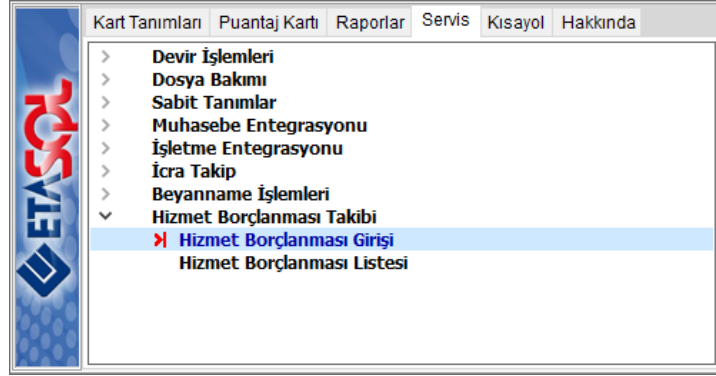 Kart Tanımları Puantaj Kartı Raporlar Servis Kısayol Hakkında
Devir İşlemleri
Dosya Bakımı
Sabit Tanımlar
Muhasebe Entegrasyonu
İşletme Entegrasyonu
İcra Takip
Beyanname İşlemleri
Hizmet Borçlanması Takibi
Hizmet Borçlanması Girişi
Hizmet Borçlanması Listesi
ETASQL